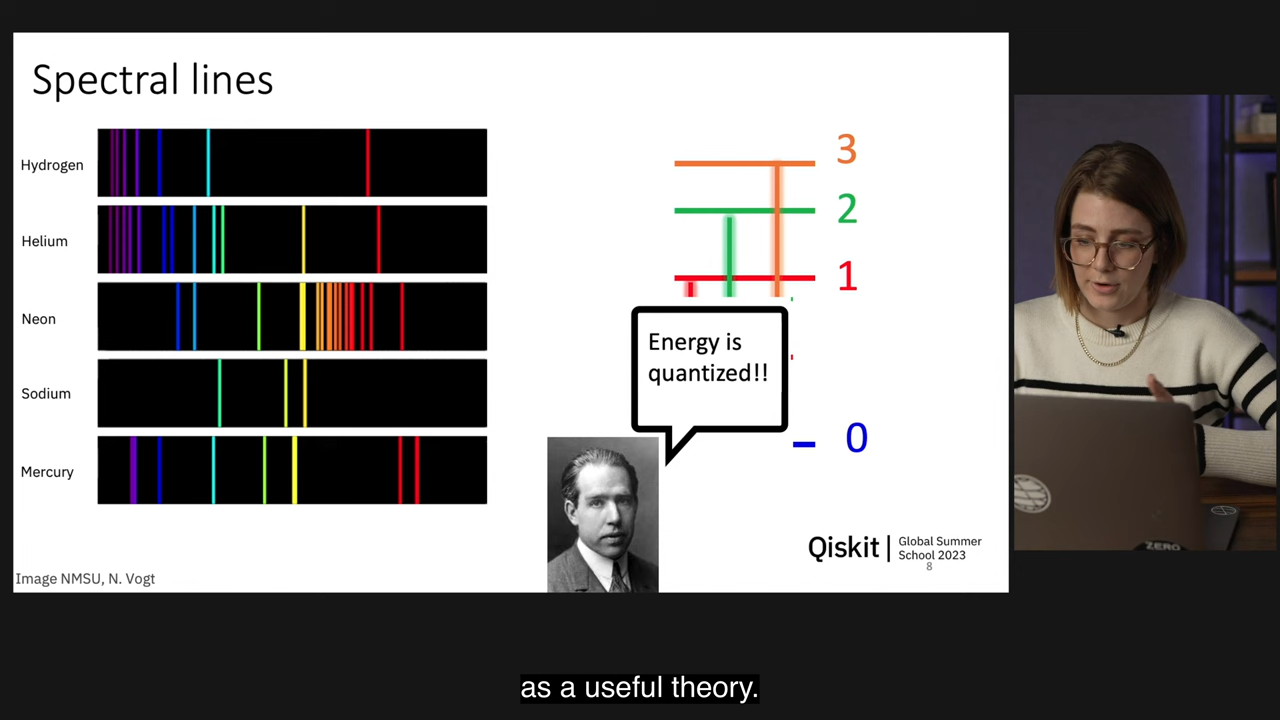 Spectral lines
Hydrogen
Helium
Neon
Sodium
Mercury
3
2
1
0
Energy is
quantized!!
Qiskit | Global Summer
School 2023
8
Image NMSU, N. Vogt
ZERO
as a useful theory.